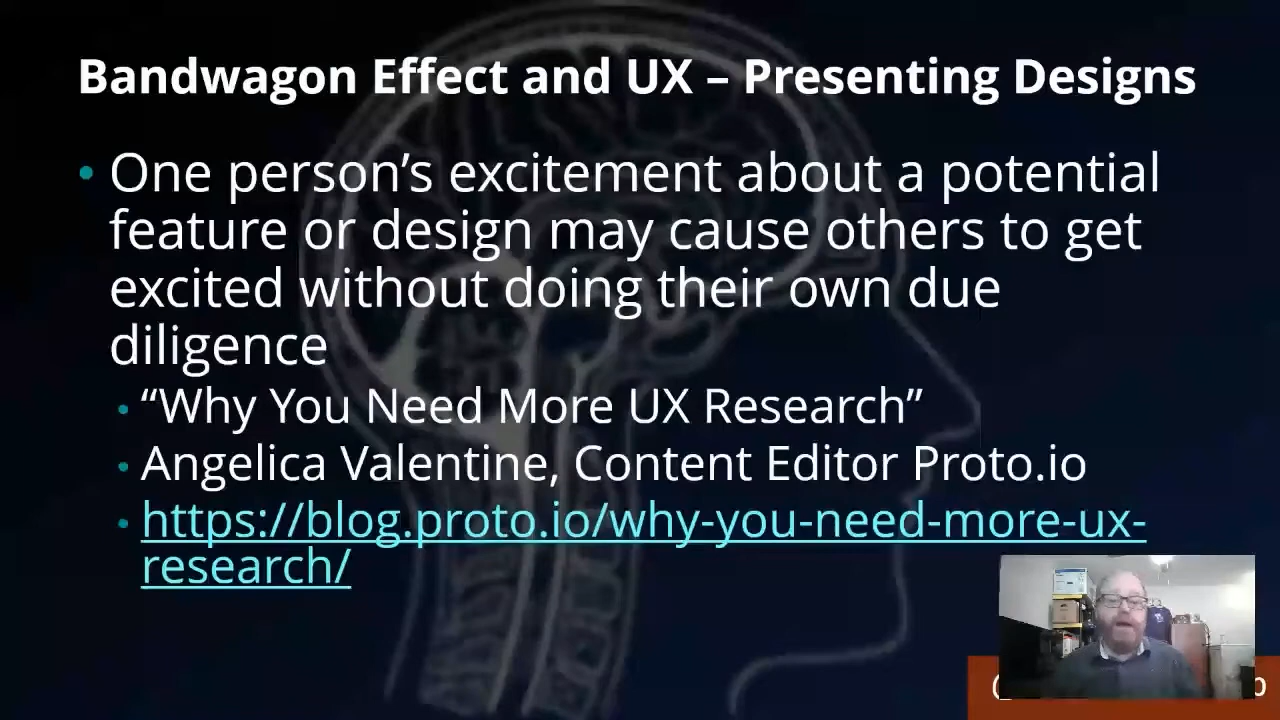 Bandwagon Effect and UX – Presenting Designs
• One person’s excitement about a potential
feature or design may cause others to get
excited without doing their own due
diligence
• “Why You Need More UX Research”
• Angelica Valentine, Content Editor Proto.io
• https://blog.proto.io/why-you-need-more-ux-
research/